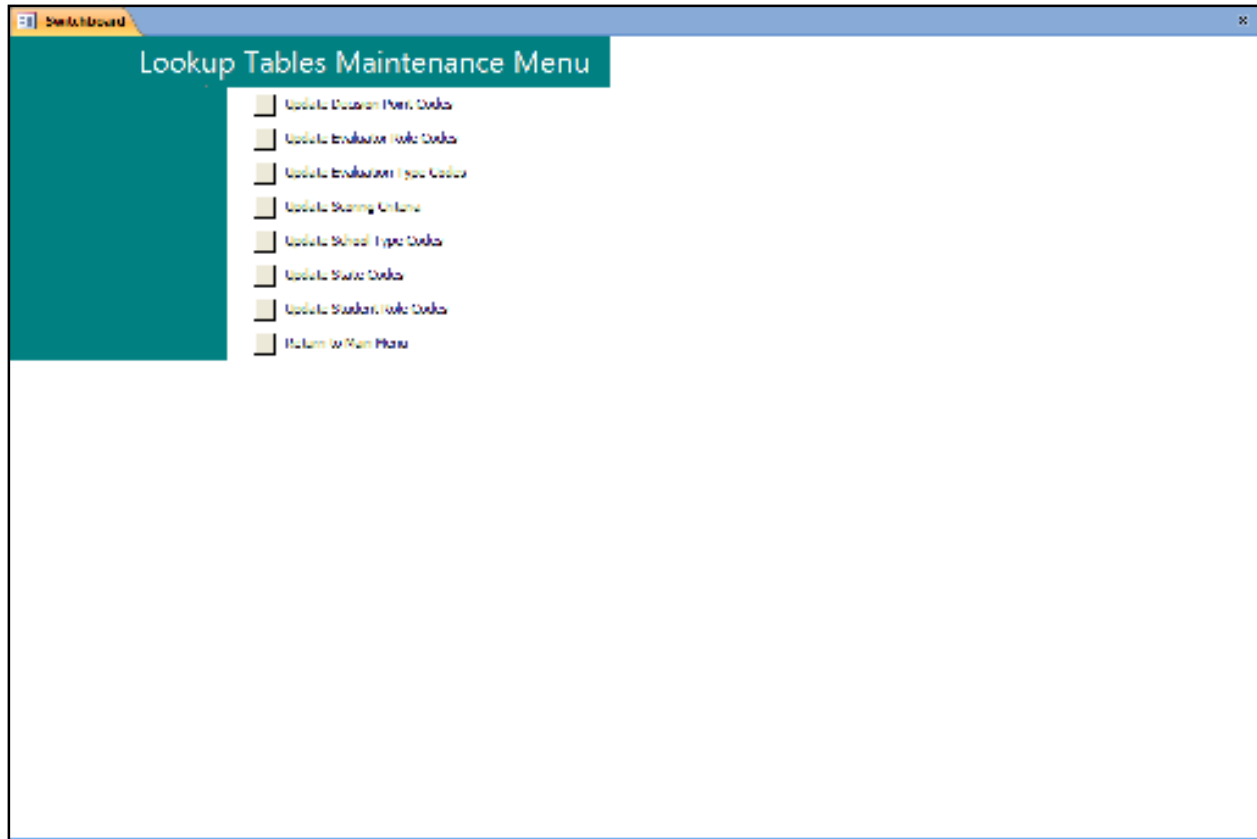 Switchboard
Lookup Tables Maintenance Menu
Update Decision Point Codes
Update Evaluator Role Codes
Update Evaluation Type Codes
Update Scoring Criteria
Update School Type Codes
Update State Codes
Update Student Role Codes
Return to Main Menu